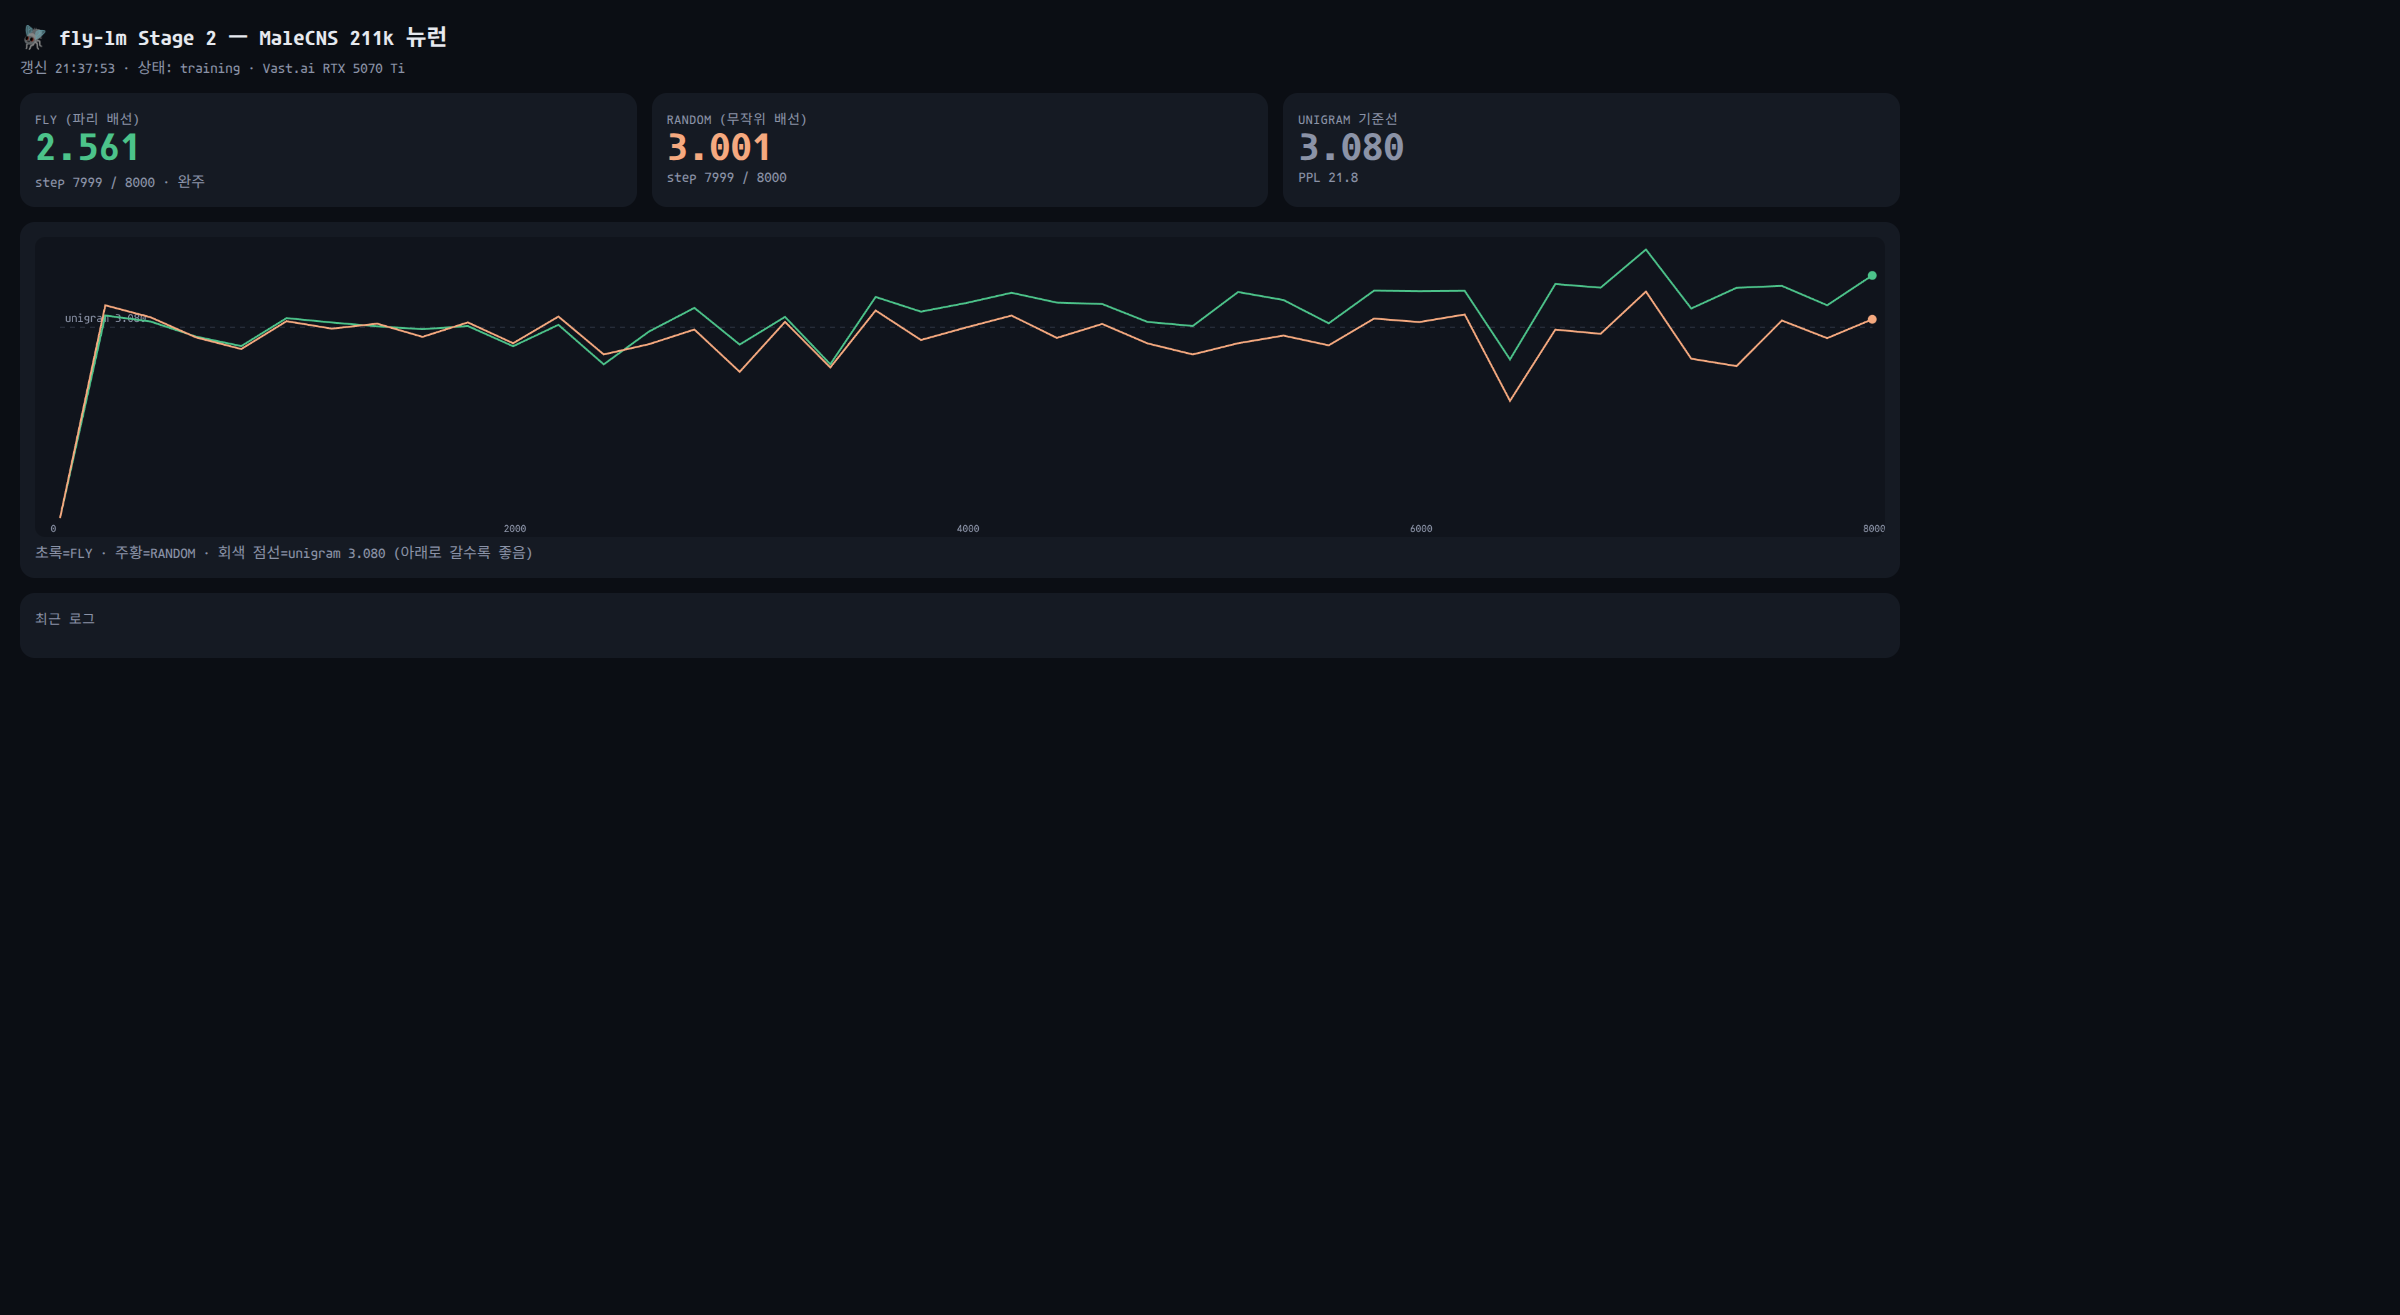 fly-lm Stage 2 — MaleCNS 211k 뉴런
갱신 21:37:53 · 상태: training · Vast.ai RTX 5070 Ti
FLY (파리 배선)
2.561
step 7999 / 8000 · 완주
RANDOM (무작위 배선)
3.001
step 7999 / 8000
UNIGRAM 기준선
3.080
PPL 21.8
unigram 3.080
0 2000 4000 6000 8000
초록=FLY · 주황=RANDOM · 회색 점선=unigram 3.080 (아래로 갈수록 좋음)
최근 로그